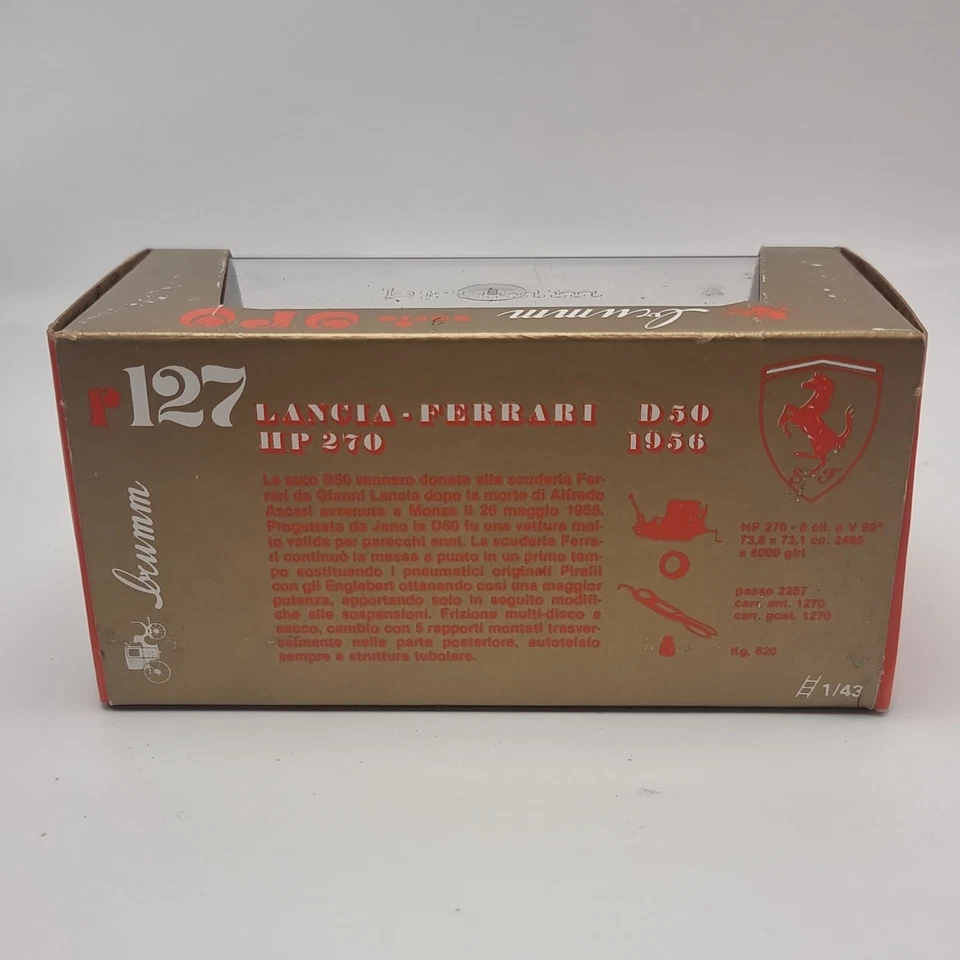 brumm
serie oro
r127
LANCIA - FERRARI D50
HP 270 1956
S F
Le auto D50 vennero donate alla scuderia Fer-
rari da Gianni Lancia dopo la morte di Alfredo
Ascari avvenuta a Monza il 26 maggio 1955.
Progettata da Jano la D50 fu una vettura mol-
to valida per parecchi anni. La scuderia Ferra-
ri continuò la messa a punto in un primo tem-
po sostituendo i pneumatici originali Pirelli
con gli Englebert ottenendo così una maggior
potenza, apportando solo in seguito modifi-
che alle sospensioni. Frizione multi-disco a
secco, cambio con 5 rapporti montati trasver-
salmente nella parte posteriore, autotelaio
sempre a struttura tubolare.
HP 270 - 8 cil. a V 90°
73,6 x 73,1 cc. 2485
a 8000 giri
passo 2287
carr. ant. 1270
carr. post. 1270
Kg. 620
brumm
1/43